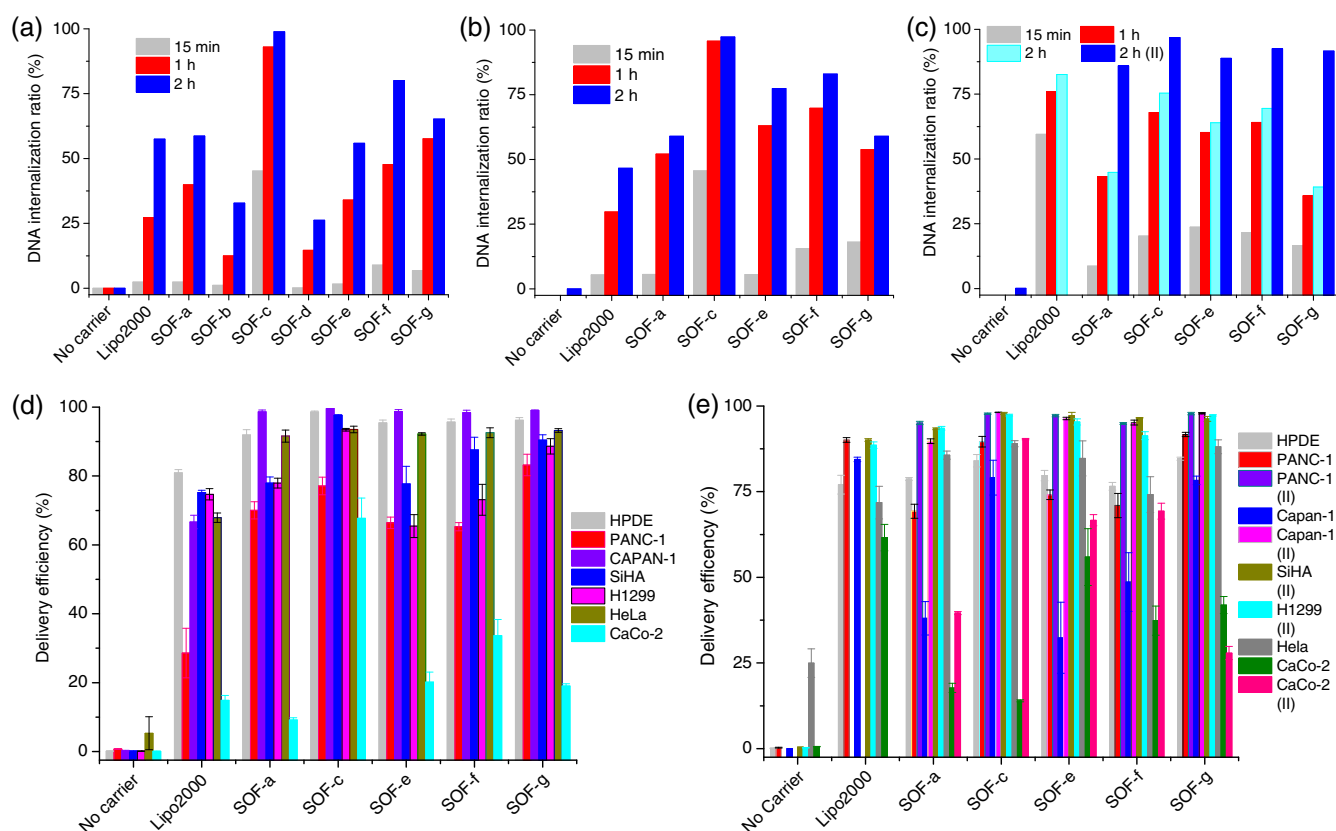 (a)
DNA internalization ratio (%)
100
75
50
25
0
15 min
1 h
2 h
No carrier
Lipo2000
SOF-a
SOF-b
SOF-c
SOF-d
SOF-e
SOF-f
SOF-g
(b)
DNA internalization ratio (%)
100
75
50
25
0
15 min
1 h
2 h
No carrier
Lipo2000
SOF-a
SOF-c
SOF-e
SOF-f
SOF-g
(c)
DNA internalization ratio (%)
100
75
50
25
0
15 min
1 h
2 h
2 h (II)
No carrier
Lipo2000
SOF-a
SOF-c
SOF-e
SOF-f
SOF-g
(d)
Delivery efficiency (%)
100
80
60
40
20
0
HPDE
PANC-1
CAPAN-1
SiHA
H1299
HeLa
CaCo-2
No carrier
Lipo2000
SOF-a
SOF-c
SOF-e
SOF-f
SOF-g
(e)
Delivery efficency (%)
100
75
50
25
0
HPDE
PANC-1
PANC-1
(II)
Capan-1
Capan-1
(II)
SiHA
(II)
H1299
(II)
Hela
CaCo-2
CaCo-2
(II)
No carrier
Lipo2000
SOF-a
SOF-c
SOF-e
SOF-f
SOF-g